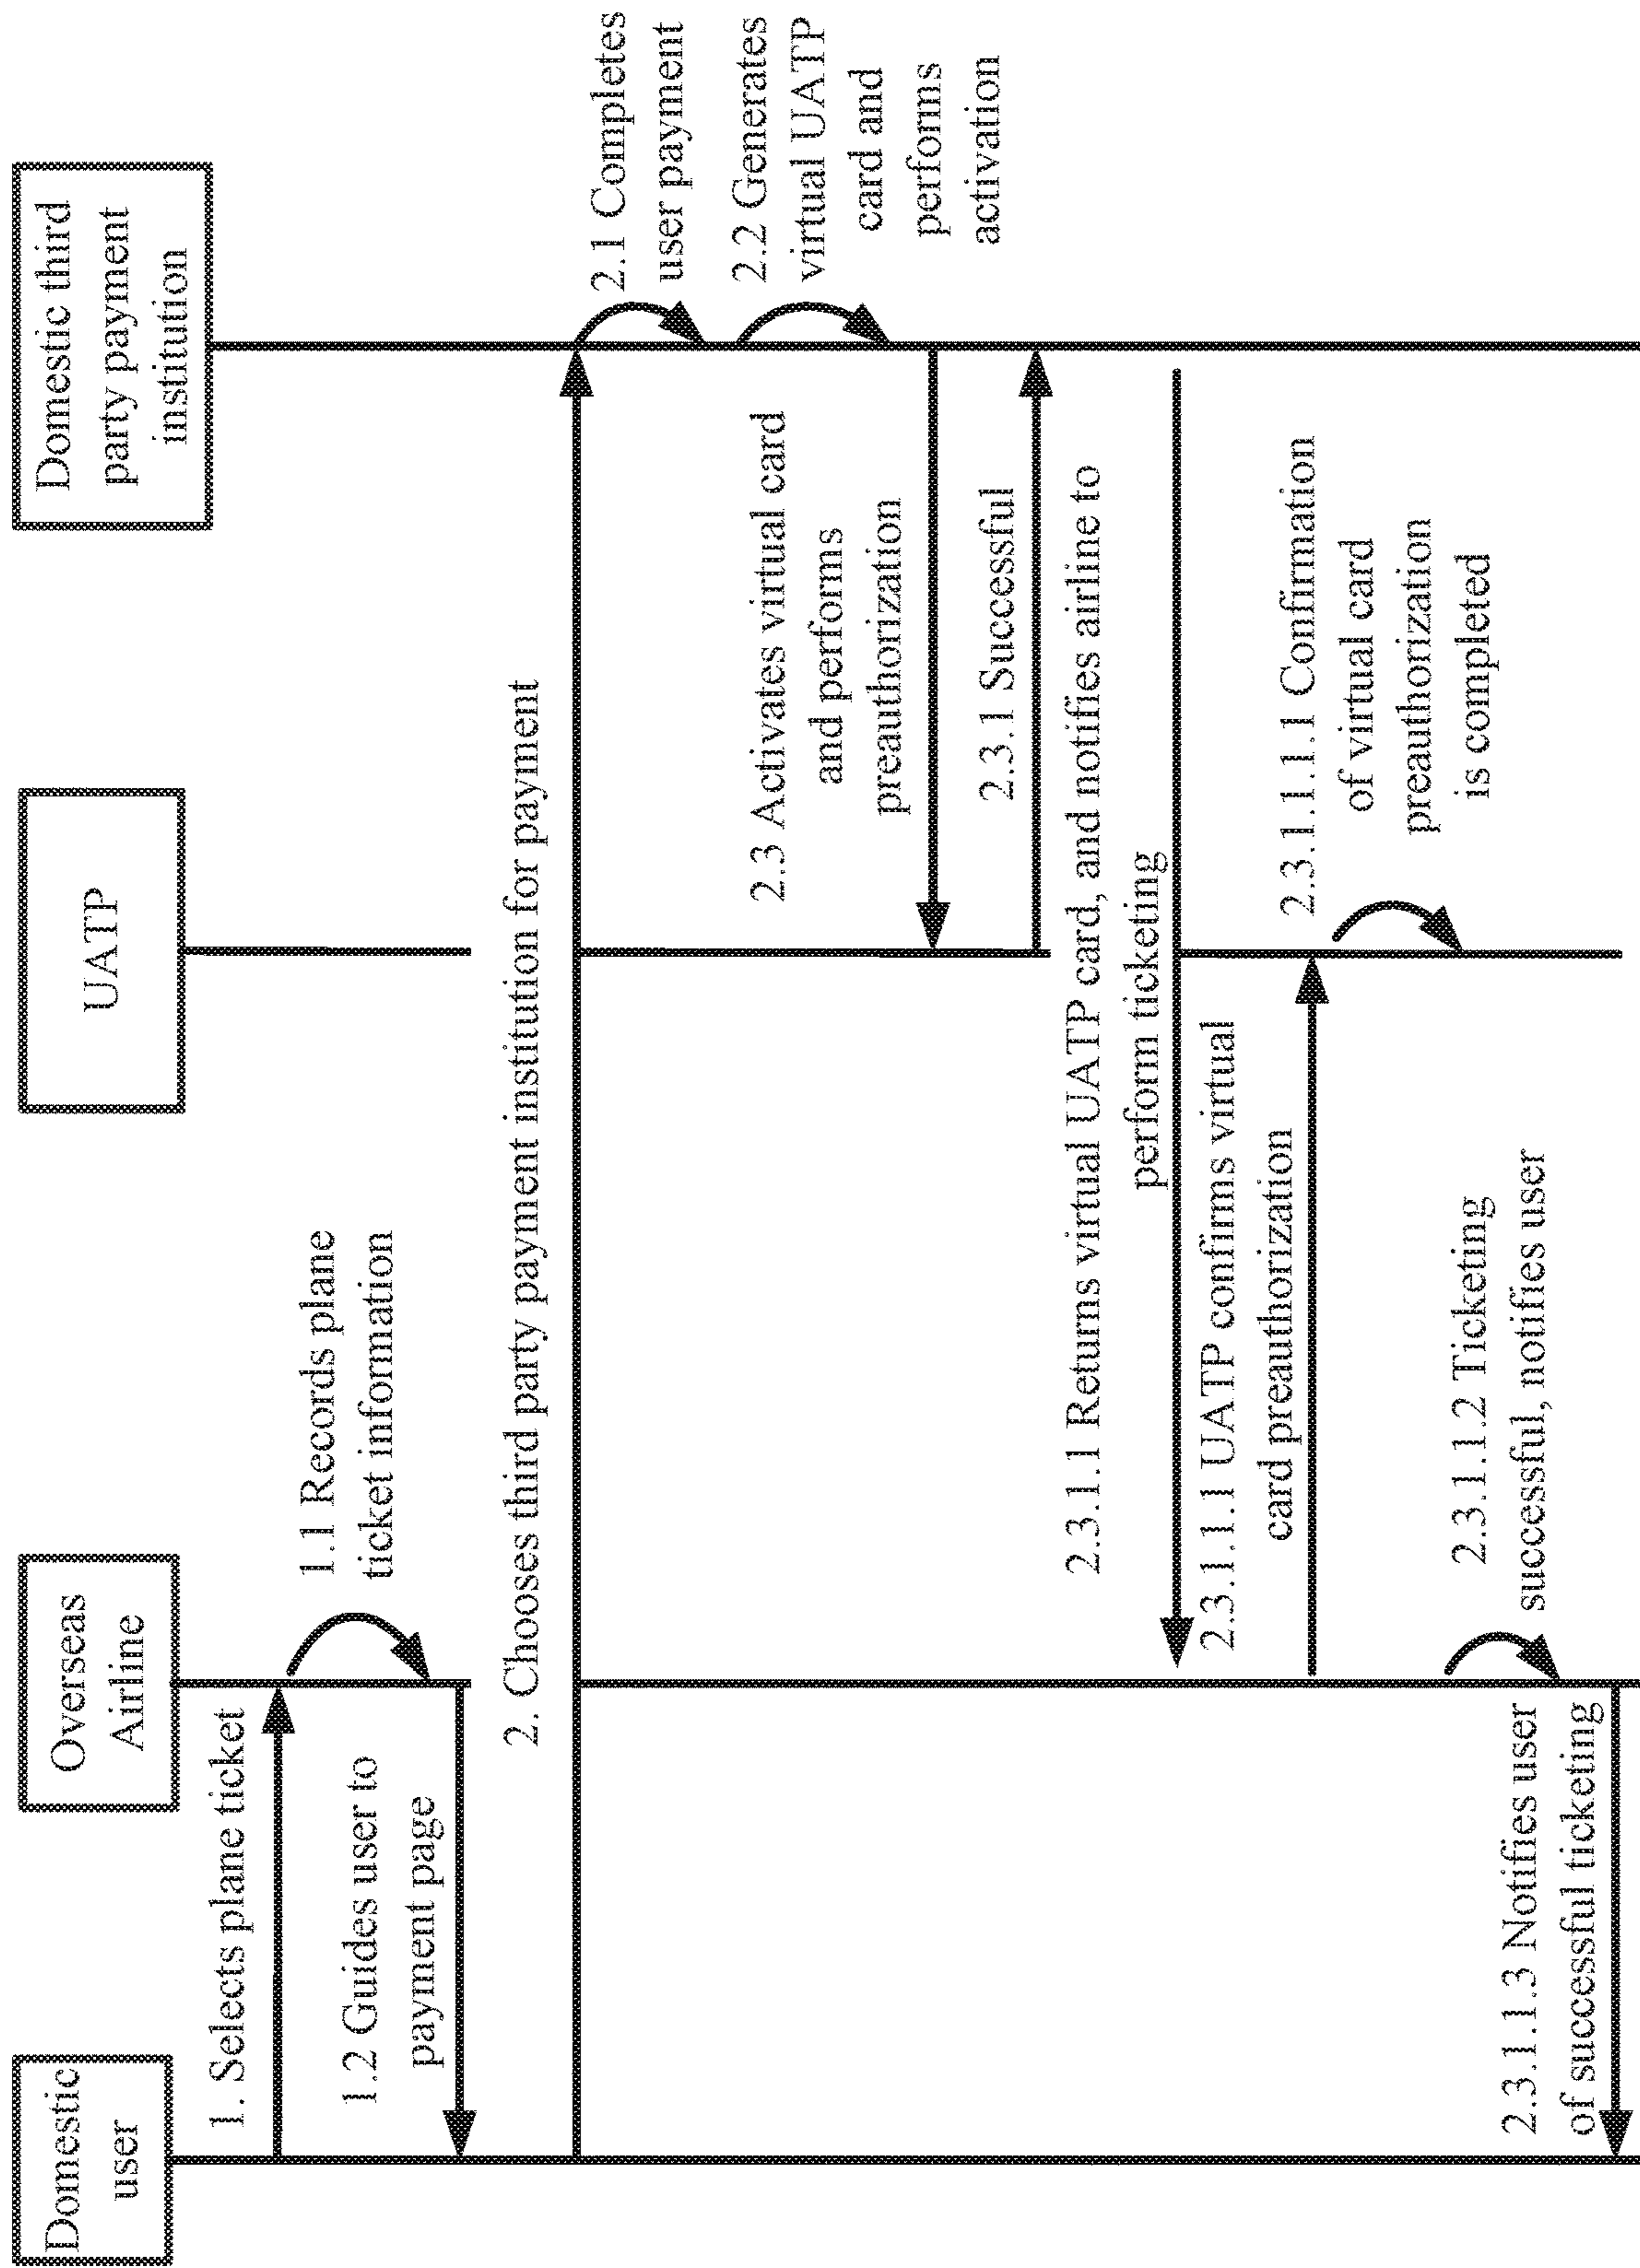 Domestic
user
Overseas
Airline
UATP
Domestic third
party payment
institution
1. Selects plane ticket
1.1 Records plane
ticket information
1.2 Guides user to
payment page
2. Chooses third party payment institution for payment
2.1 Completes
user payment
2.2 Generates
virtual UATP
card and
performs
activation
2.3 Activates virtual card
and performs
preauthorization
2.3.1 Successful
2.3.1.1 Returns virtual UATP card, and notifies airline to
perform ticketing
2.3.1.1.1 UATP confirms virtual
card preauthorization
2.3.1.1.1.1 Confirmation
of virtual card
preauthorization
is completed
2.3.1.1.2 Ticketing
successful, notifies user
2.3.1.1.3 Notifies user
of successful ticketing